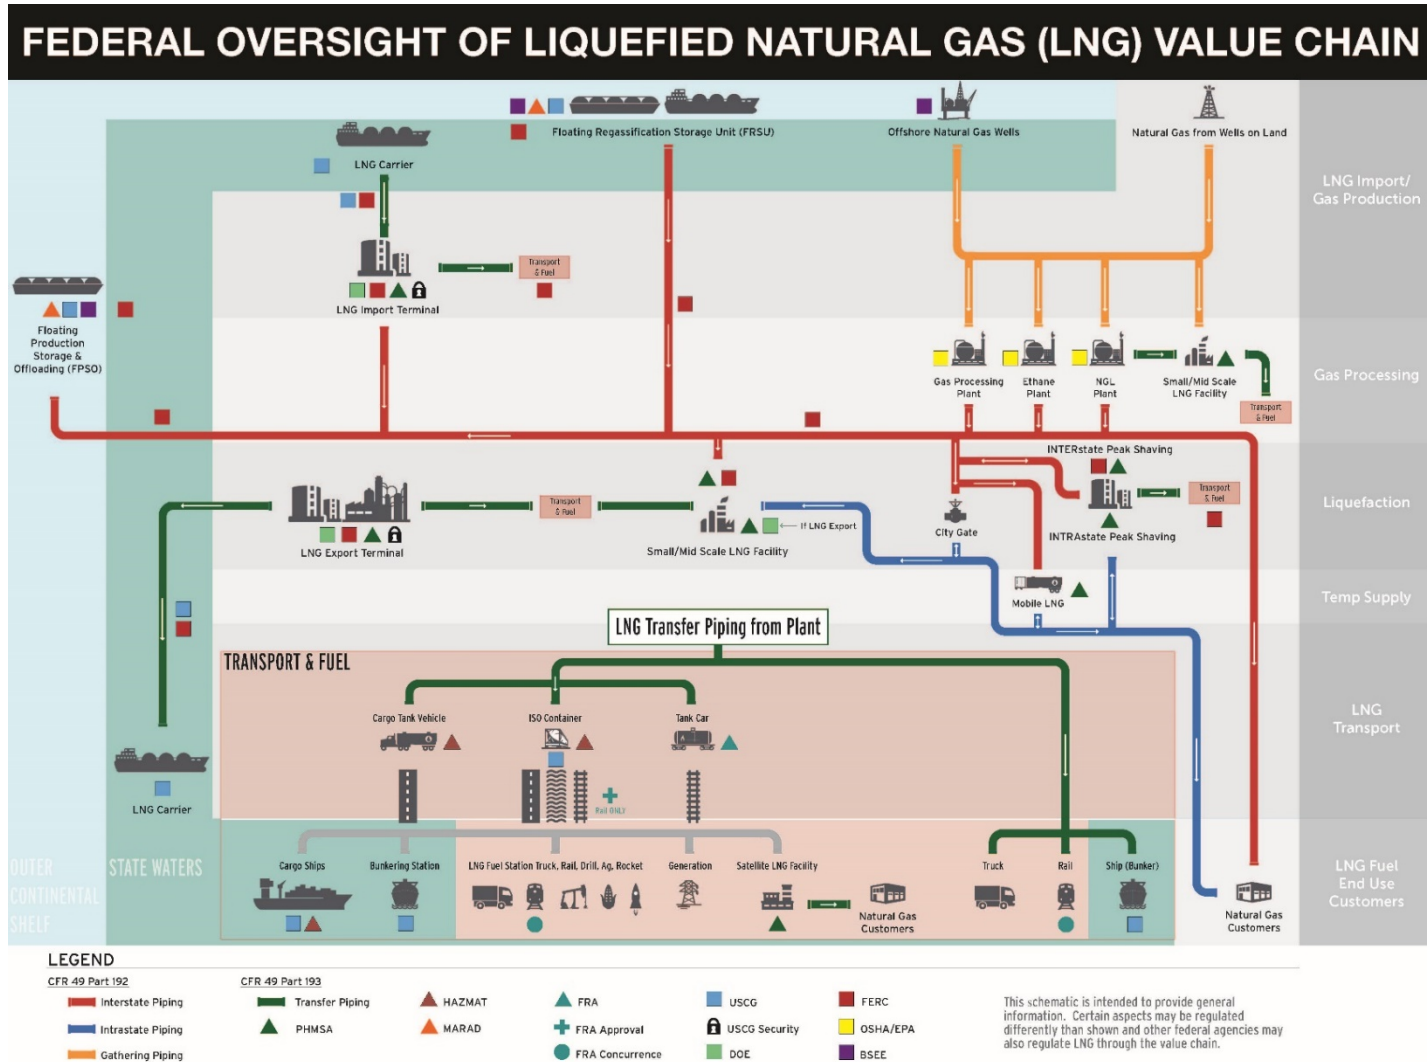 FEDERAL OVERSIGHT OF LIQUEFIED NATURAL GAS (LNG) VALUE CHAIN
Floating Regassification Storage Unit (FRSU)
Offshore Natural Gas Wells
Natural Gas from Wells on Land
LNG Carrier
LNG Import/
Gas Production
Transport
& Fuel
LNG Import Terminal
Floating
Production
Storage &
Offloading (FPSO)
Gas Processing
Plant
Ethane
Plant
NGL
Plant
Small/Mid Scale
LNG Facility
Transport
& Fuel
Gas Processing
INTERstate Peak Shaving
Transport
& Fuel
INTRAstate Peak Shaving
LNG Export Terminal
Transport
& Fuel
If LNG Export
Small/Mid Scale LNG Facility
City Gate
Liquefaction
Mobile LNG
Temp Supply
LNG Transfer Piping from Plant
TRANSPORT & FUEL
Cargo Tank Vehicle
ISO Container
Tank Car
Rail ONLY
LNG
Transport
LNG Carrier
OUTER
CONTINENTAL
SHELF
STATE WATERS
Cargo Ships
Bunkering Station
LNG Fuel Station Truck, Rail, Drill, Ag, Rocket
Generation
Satellite LNG Facility
Natural Gas
Customers
Truck
Rail
Ship (Bunker)
Natural Gas
Customers
LNG Fuel
End Use
Customers
LEGEND
CFR 49 Part 192
Interstate Piping
Intrastate Piping
Gathering Piping
CFR 49 Part 193
Transfer Piping
PHMSA
HAZMAT
MARAD
FRA
FRA Approval
FRA Concurrence
USCG
USCG Security
DOE
FERC
OSHA/EPA
BSEE
This schematic is intended to provide general
information. Certain aspects may be regulated
differently than shown and other federal agencies may
also regulate LNG through the value chain.